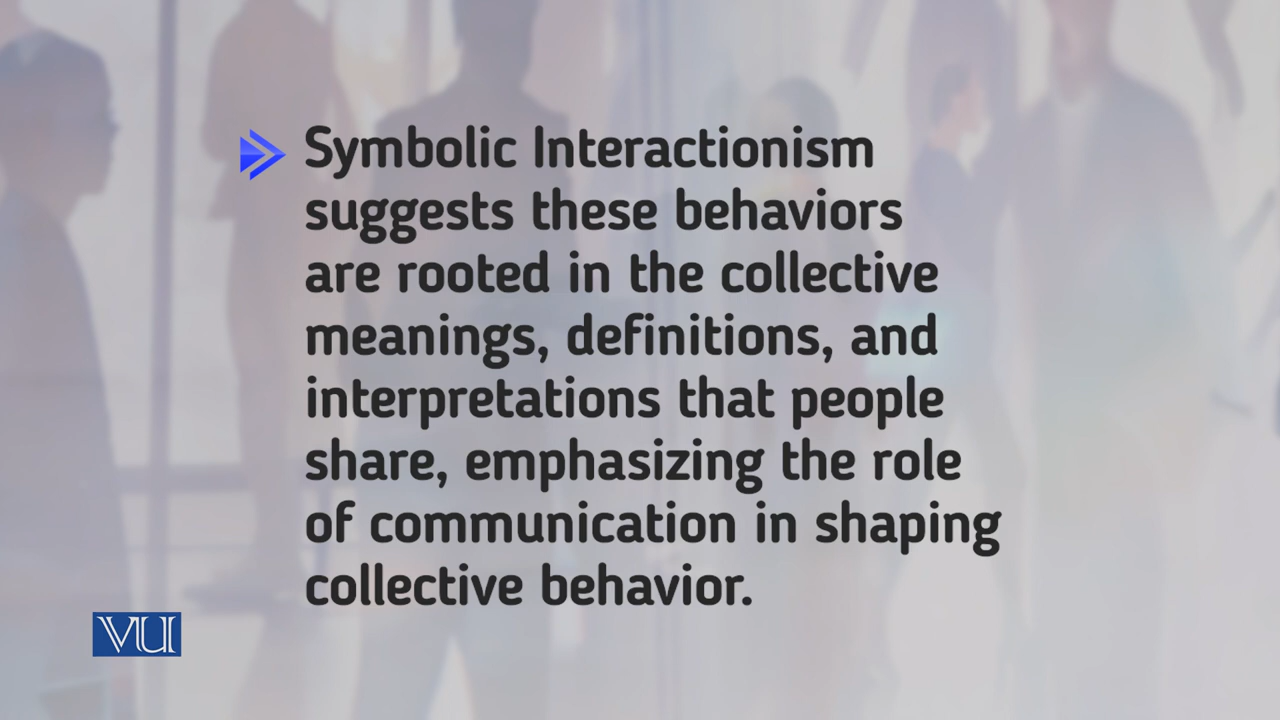 Symbolic Interactionism
suggests these behaviors
are rooted in the collective
meanings, definitions, and
interpretations that people
share, emphasizing the role
of communication in shaping
collective behavior.
VU